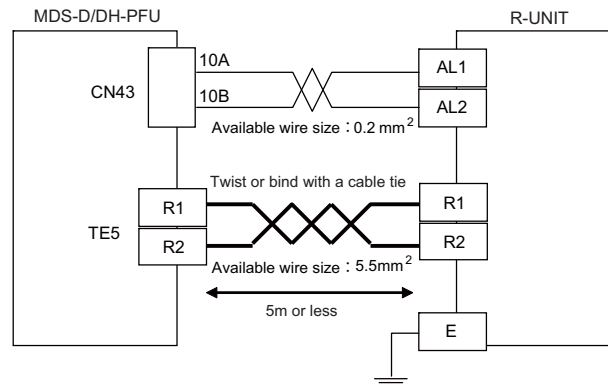 MDS-D/DH-PFU
R-UNIT
CN43
10A
10B
AL1
AL2
Available wire size：0.2 mm²
Twist or bind with a cable tie
TE5
R1
R2
R1
R2
Available wire size：5.5mm²
5m or less
E